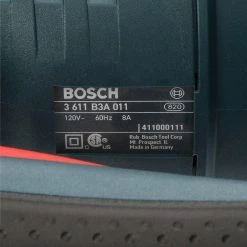 BOSCH
3 611 B3A 011 820
120V~ 60Hz 8A
411000111
Rob. Bosch Tool Corp
Mt Prospect IL
Made in Germany